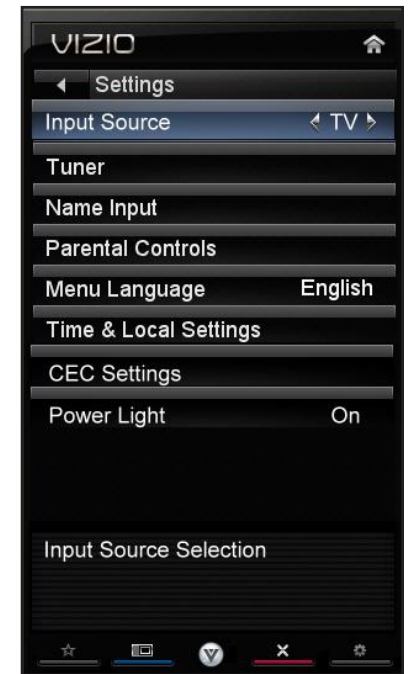 VIZIO
Settings
Input Source TV
Tuner
Name Input
Parental Controls
Menu Language English
Time & Local Settings
CEC Settings
Power Light On
Input Source Selection
V